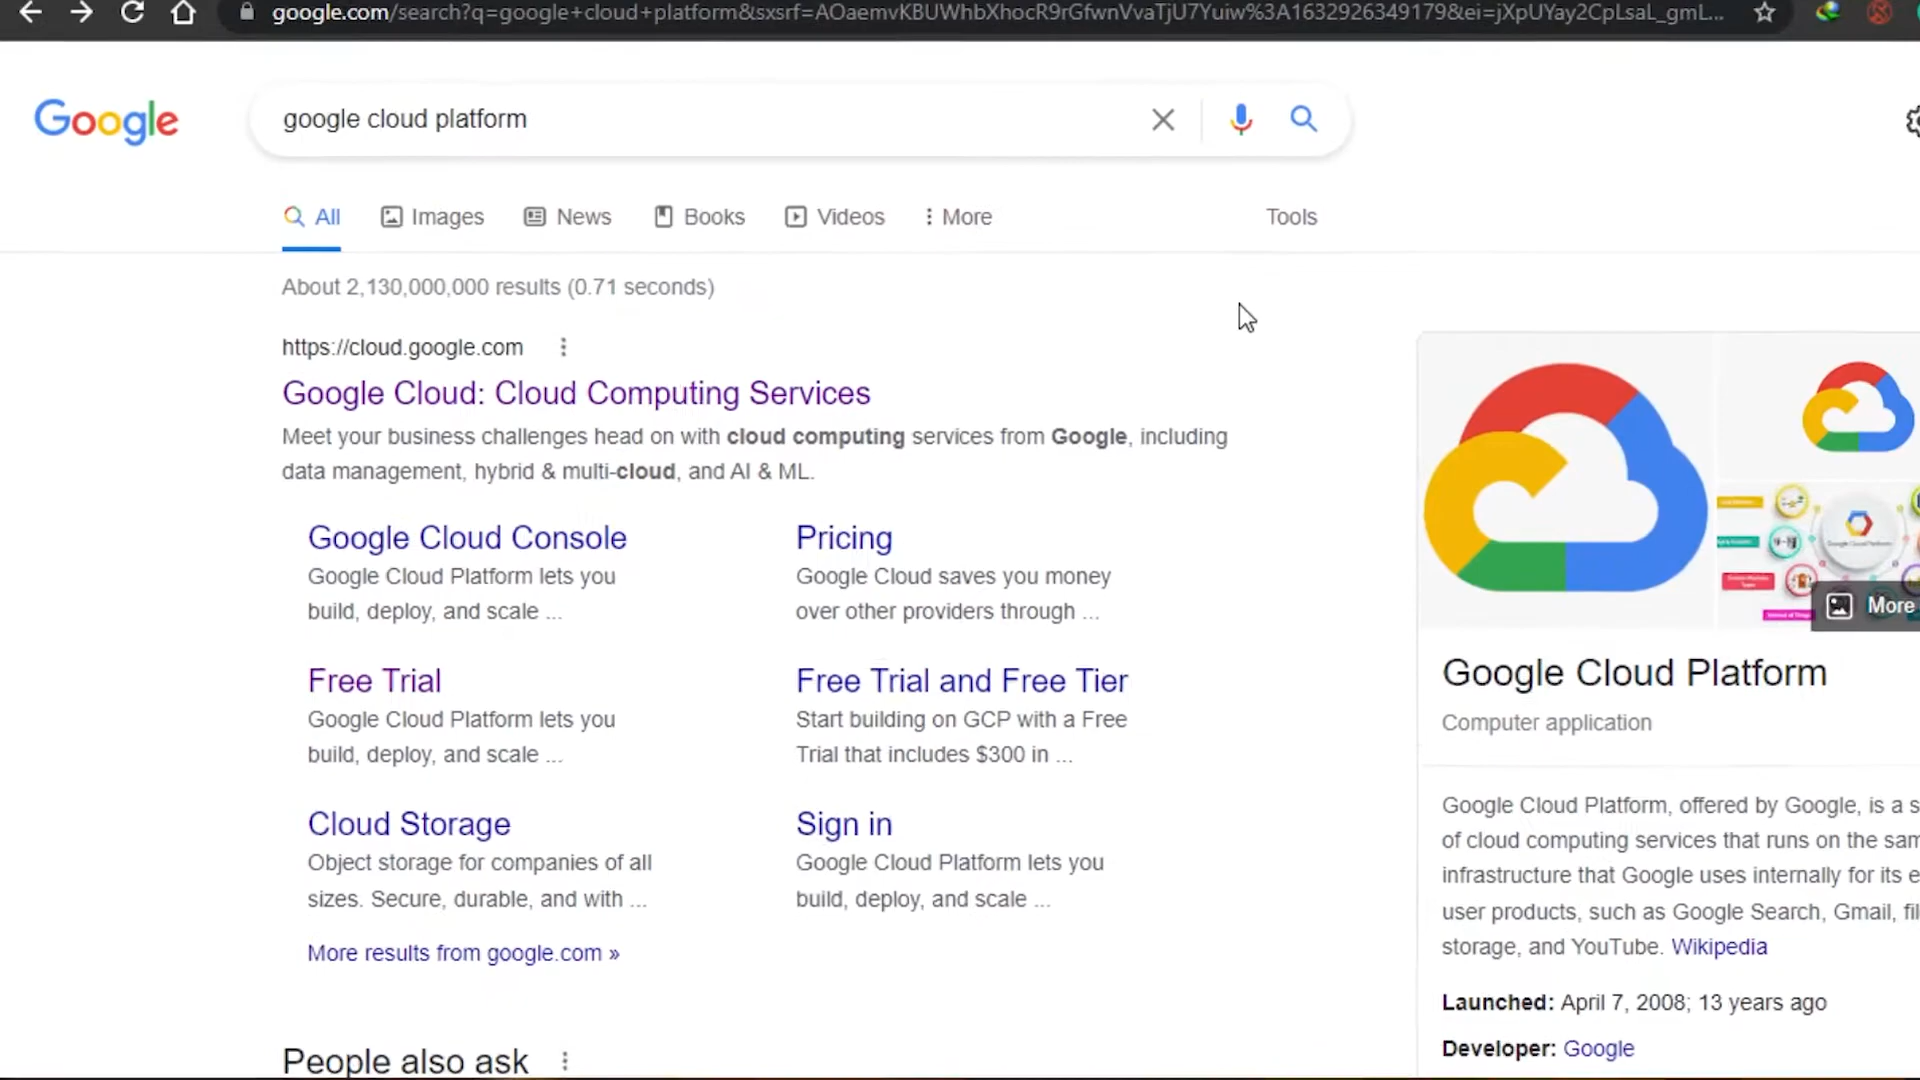 google.com/search?q=google+cloud+platform&sxsrf=AOaemvKBUWhbXhocR9rGfwnVvaTjU7Yuiw%3A1632926349179&ei=jXpUYay2CpLsaL_gmL...
Google
google cloud platform
All
Images
News
Books
Videos
More
Tools
About 2,130,000,000 results (0.71 seconds)
https://cloud.google.com
Google Cloud: Cloud Computing Services
Meet your business challenges head on with cloud computing services from Google, including
data management, hybrid & multi-cloud, and AI & ML.
Google Cloud Console
Google Cloud Platform lets you
build, deploy, and scale ...
Pricing
Google Cloud saves you money
over other providers through ...
Free Trial
Google Cloud Platform lets you
build, deploy, and scale ...
Free Trial and Free Tier
Start building on GCP with a Free
Trial that includes $300 in ...
Cloud Storage
Object storage for companies of all
sizes. Secure, durable, and with ...
Sign in
Google Cloud Platform lets you
build, deploy, and scale ...
More results from google.com »
People also ask
More
Google Cloud Platform
Computer application
Google Cloud Platform, offered by Google, is a s
of cloud computing services that runs on the sam
infrastructure that Google uses internally for its e
user products, such as Google Search, Gmail, fil
storage, and YouTube. Wikipedia
Launched: April 7, 2008; 13 years ago
Developer: Google